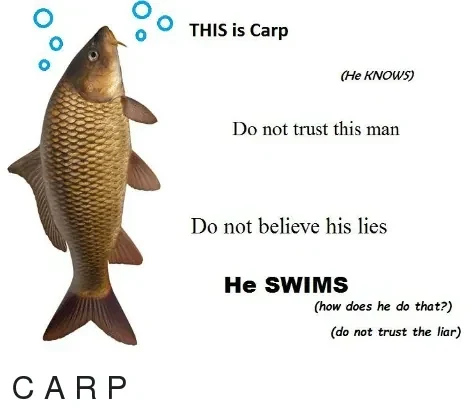 THIS is Carp
(He KNOWS)
Do not trust this man
Do not believe his lies
He SWIMS
(how does he do that?)
(do not trust the liar)
C A R P